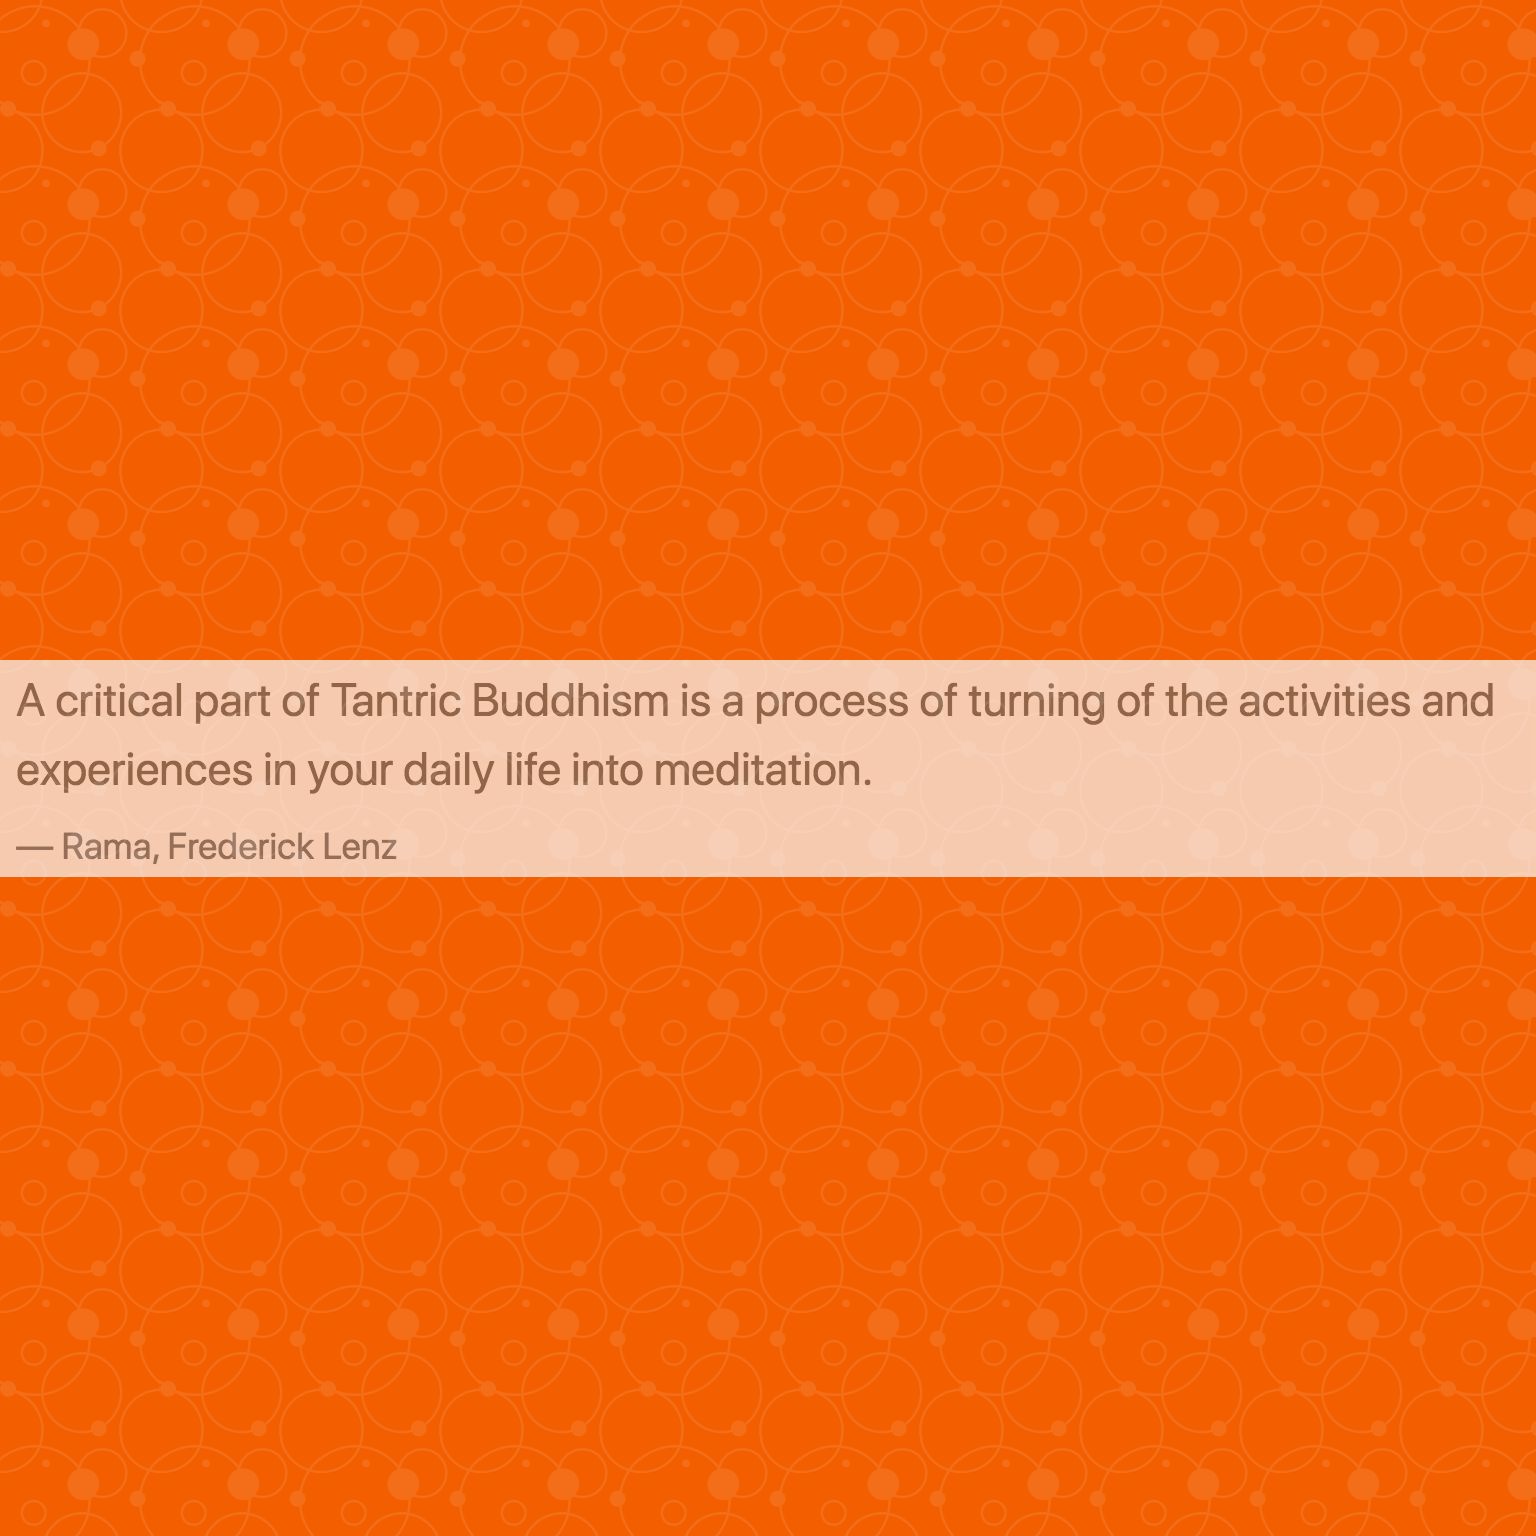 A critical part of Tantric Buddhism is a process of turning of the activities and
experiences in your daily life into meditation.
— Rama, Frederick Lenz